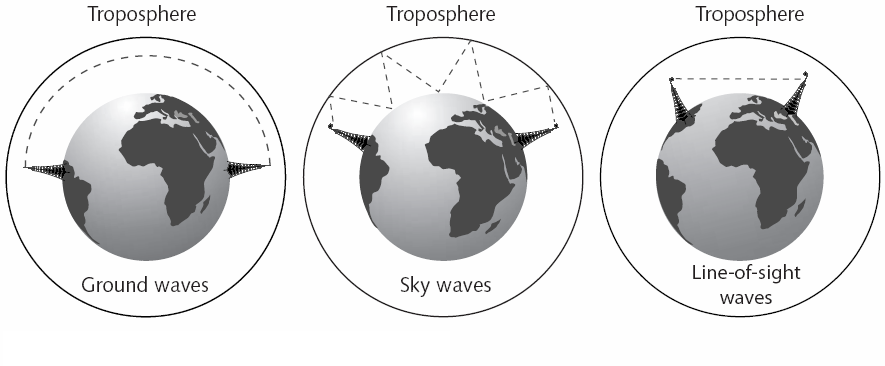 Troposphere
Troposphere
Troposphere
Ground waves
Sky waves
Line-of-sight
waves